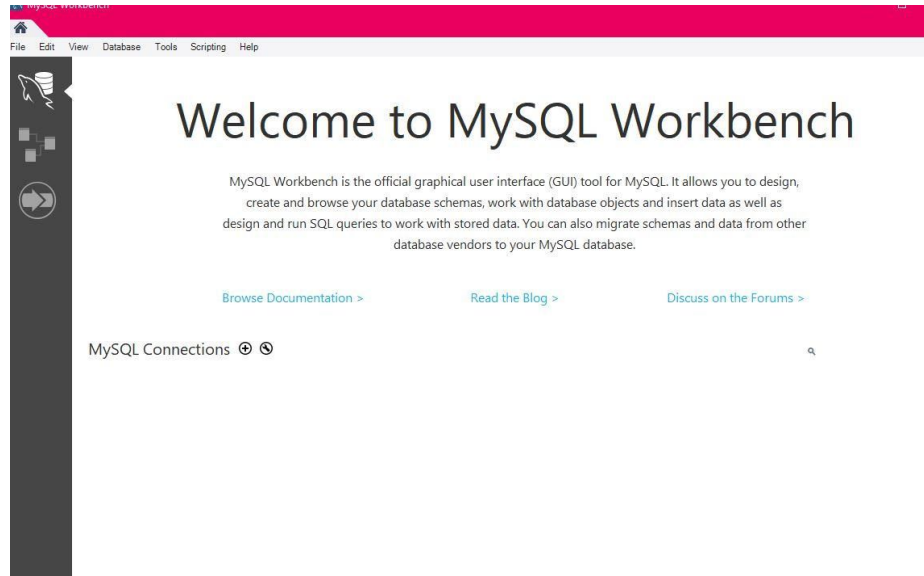 MySQL Workbench
File Edit View Database Tools Scripting Help
Welcome to MySQL Workbench
MySQL Workbench is the official graphical user interface (GUI) tool for MySQL. It allows you to design,
create and browse your database schemas, work with database objects and insert data as well as
design and run SQL queries to work with stored data. You can also migrate schemas and data from other
database vendors to your MySQL database.
Browse Documentation > Read the Blog > Discuss on the Forums >
MySQL Connections